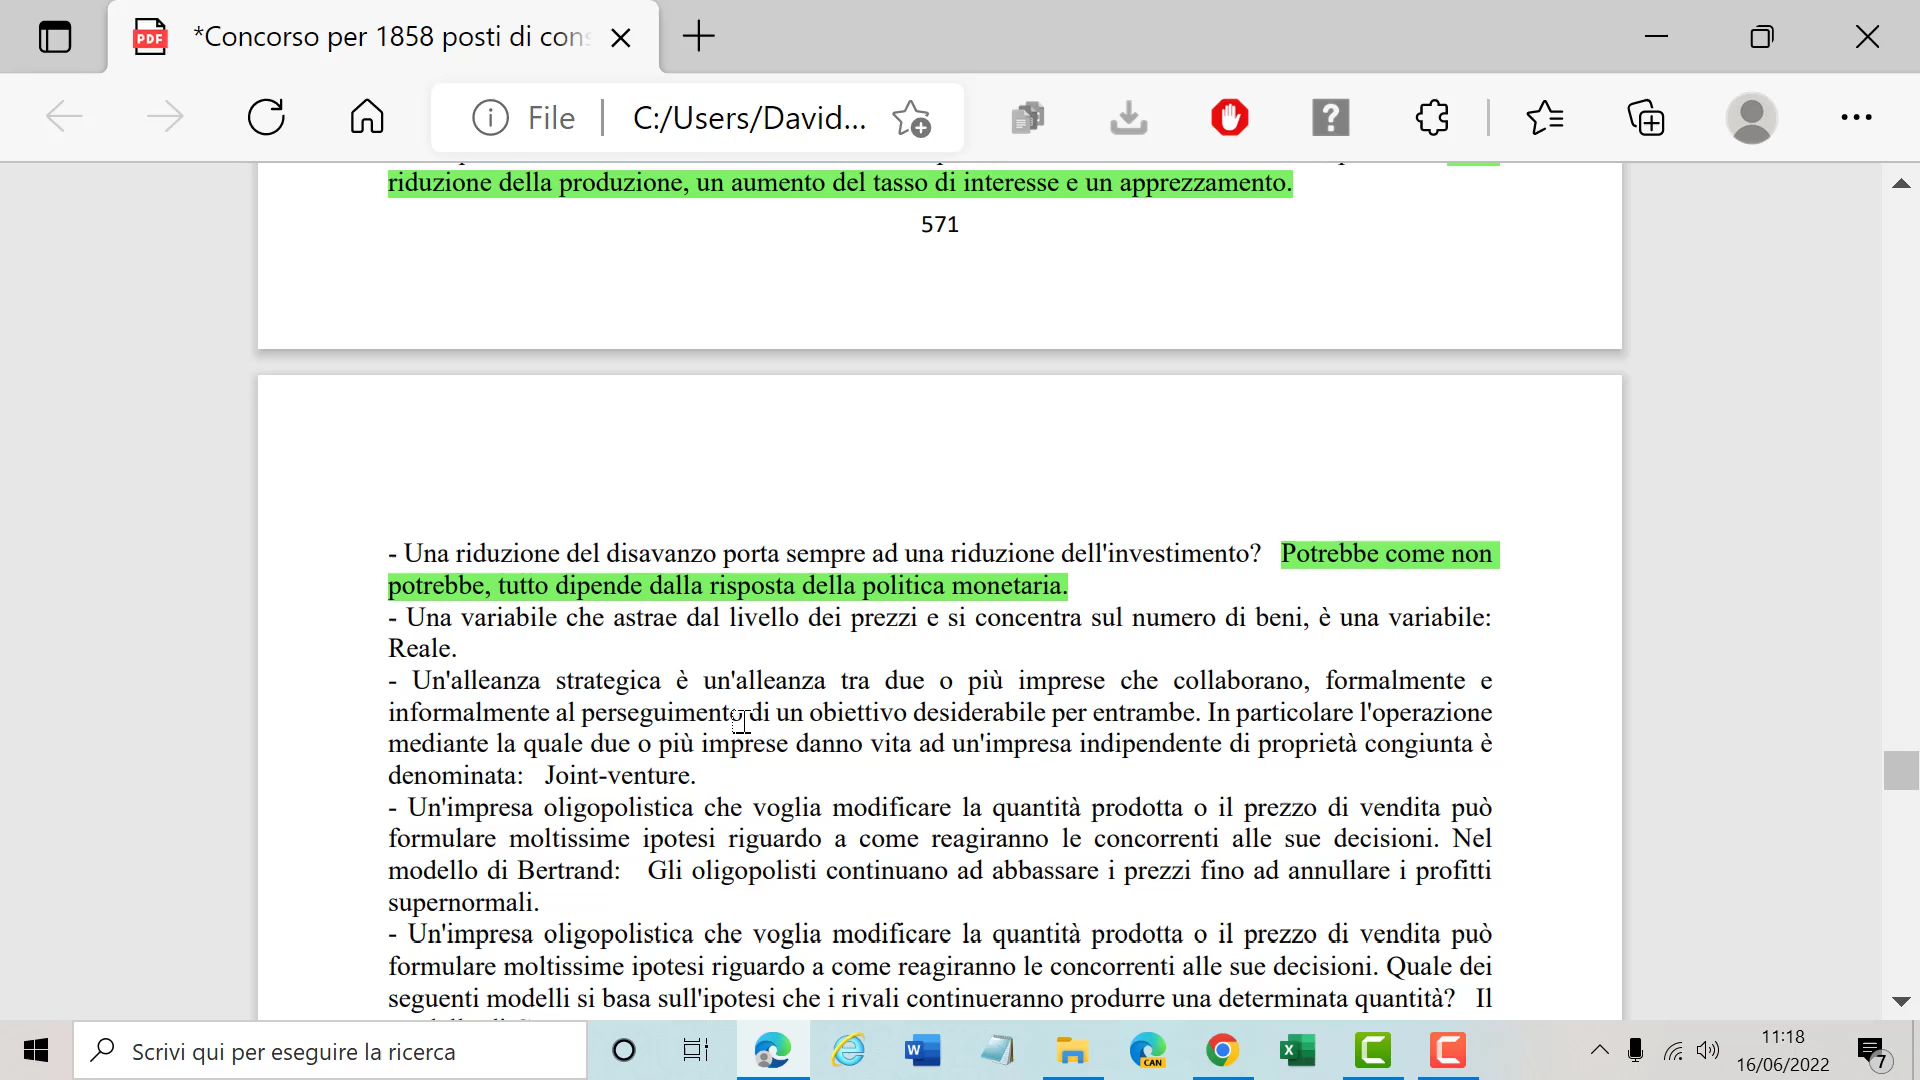 *Concorso per 1858 posti di cons
File
C:/Users/David...
riduzione della produzione, un aumento del tasso di interesse e un apprezzamento.
571
- Una riduzione del disavanzo porta sempre ad una riduzione dell'investimento? Potrebbe come non
potrebbe, tutto dipende dalla risposta della politica monetaria.
- Una variabile che astrae dal livello dei prezzi e si concentra sul numero di beni, è una variabile:
Reale.
- Un'alleanza strategica è un'alleanza tra due o più imprese che collaborano, formalmente e
informalmente al perseguimento di un obiettivo desiderabile per entrambe. In particolare l'operazione
mediante la quale due o più imprese danno vita ad un'impresa indipendente di proprietà congiunta è
denominata: Joint-venture.
- Un'impresa oligopolistica che voglia modificare la quantità prodotta o il prezzo di vendita può
formulare moltissime ipotesi riguardo a come reagiranno le concorrenti alle sue decisioni. Nel
modello di Bertrand: Gli oligopolisti continuano ad abbassare i prezzi fino ad annullare i profitti
supernormali.
- Un'impresa oligopolistica che voglia modificare la quantità prodotta o il prezzo di vendita può
formulare moltissime ipotesi riguardo a come reagiranno le concorrenti alle sue decisioni. Quale dei
seguenti modelli si basa sull'ipotesi che i rivali continueranno produrre una determinata quantità? Il
Scrivi qui per eseguire la ricerca
CAN
11:18
16/06/2022
7